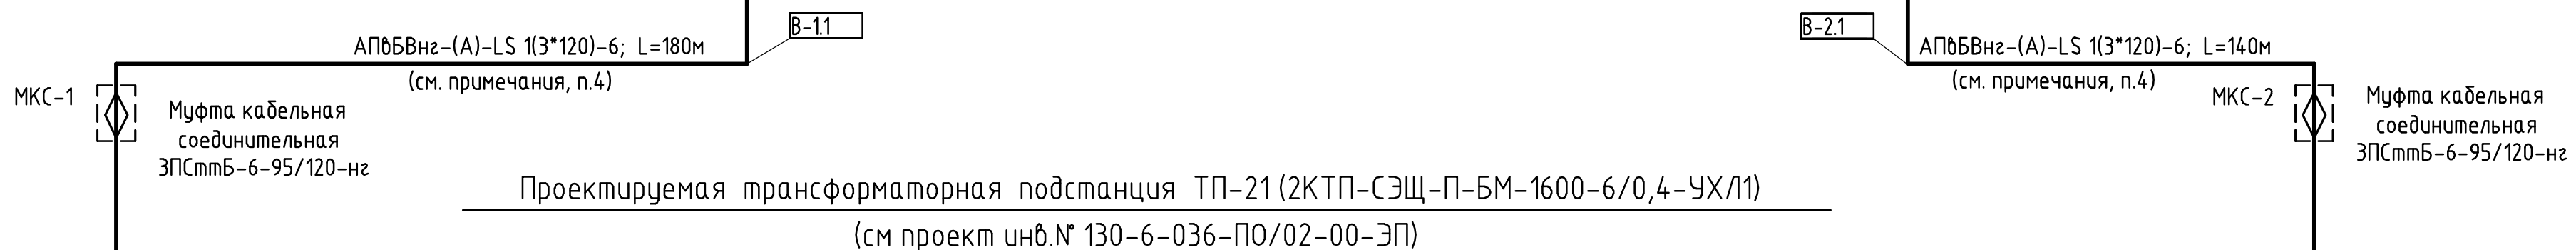 В-1.1
В-2.1
АПвБВнг-(А)-LS 1(3*120)-6; L=180м
АПвБВнг-(А)-LS 1(3*120)-6; L=140м
(см. примечания, п.4)
(см. примечания, п.4)
МКС-1
Муфта кабельная
соединительная
3ПСттБ-6-95/120-нг
МКС-2
Муфта кабельная
соединительная
3ПСттБ-6-95/120-нг
Проектируемая трансформаторная подстанция ТП-21 (2КТП-СЭЩ-П-БМ-1600-6/0,4-УХЛ1)
(см проект инв.№ 130-6-036-ПО/02-00-ЭП)